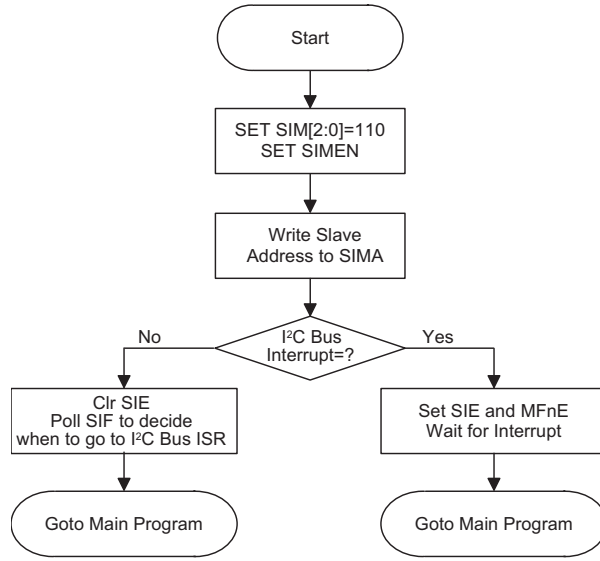 Start
SET SIM[2:0]=110
SET SIMEN
Write Slave
Address to SIMA
I²C Bus
Interrupt=?
No
Yes
Clr SIE
Poll SIF to decide
when to go to I²C Bus ISR
Set SIE and MFnE
Wait for Interrupt
Goto Main Program
Goto Main Program